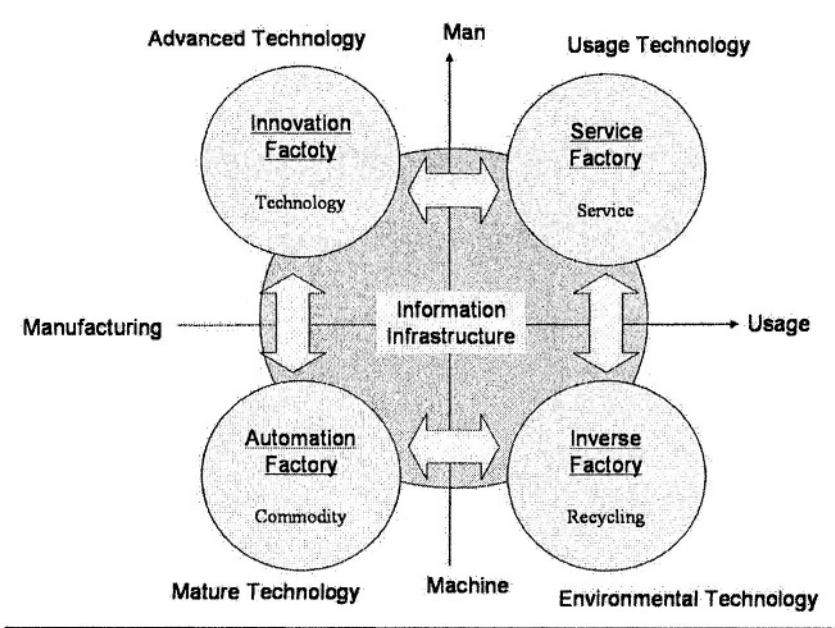 Advanced Technology
Man
Usage Technology
Innovation
Factoty
Technology
Service
Factory
Service
Manufacturing
Information
Infrastructure
Usage
Automation
Factory
Commodity
Inverse
Factory
Recycling
Mature Technology
Machine
Environmental Technology